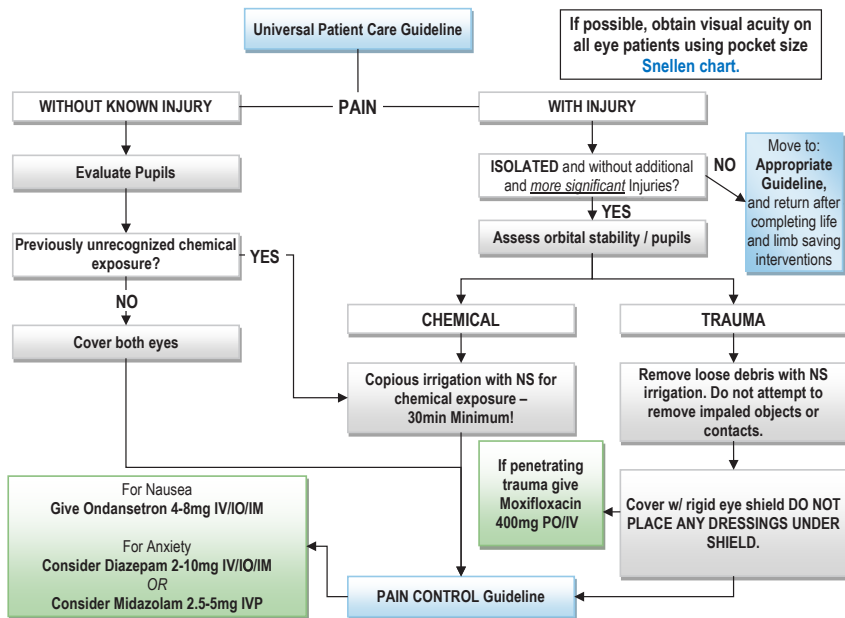 Universal Patient Care Guideline
If possible, obtain visual acuity on
all eye patients using pocket size
Snellen chart.
WITHOUT KNOWN INJURY
PAIN
WITH INJURY
Evaluate Pupils
ISOLATED and without additional
and more significant Injuries?
NO
Move to:
Appropriate
Guideline,
and return after
completing life
and limb saving
interventions
YES
Assess orbital stability / pupils
Previously unrecognized chemical
exposure?
YES
NO
Cover both eyes
CHEMICAL
TRAUMA
Copious irrigation with NS for
chemical exposure –
30min Minimum!
Remove loose debris with NS
irrigation. Do not attempt to
remove impaled objects or
contacts.
If penetrating
trauma give
Moxifloxacin
400mg PO/IV
Cover w/ rigid eye shield DO NOT
PLACE ANY DRESSINGS UNDER
SHIELD.
For Nausea
Give Ondansetron 4-8mg IV/IO/IM
For Anxiety
Consider Diazepam 2-10mg IV/IO/IM
OR
Consider Midazolam 2.5-5mg IVP
PAIN CONTROL Guideline